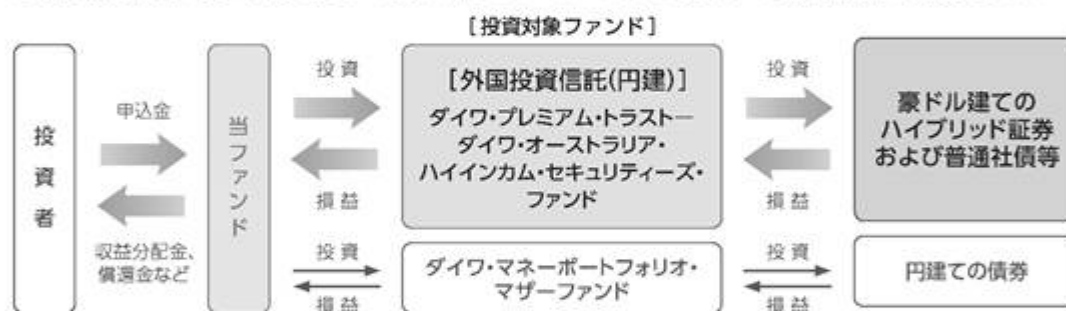 [投資対象ファンド]
投資者
申込金
収益分配金、
償還金など
当ファンド
投資
損益
[外国投資信託(円建)]
ダイワ・プレミアム・トラスト―
ダイワ・オーストラリア・
ハイインカム・セキュリティーズ・
ファンド
投資
損益
豪ドル建ての
ハイブリッド証券
および普通社債等
投資
損益
ダイワ・マネーポートフォリオ・
マザーファンド
投資
損益
円建ての債券